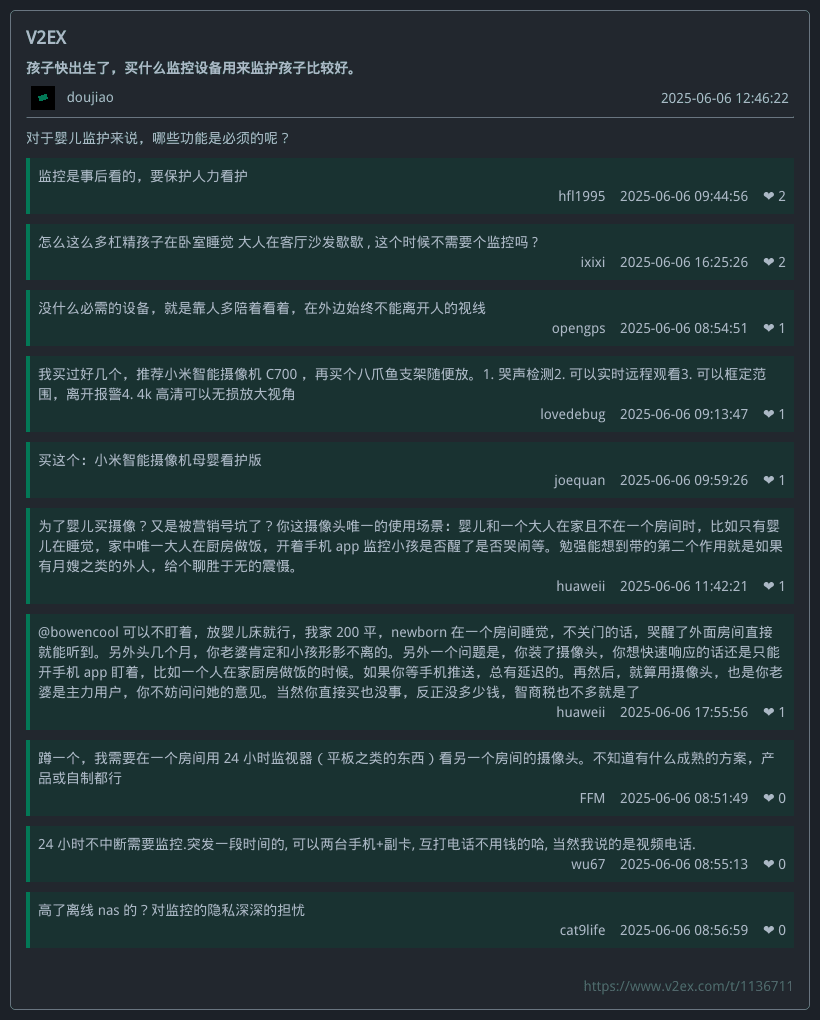 V2EX
孩子快出生了，买什么监控设备用来监护孩子比较好。
doujiao 2025-06-06 12:46:22
对于婴儿监护来说，哪些功能是必须的呢？
监控是事后看的，要保护人力看护
hfl1995 2025-06-06 09:44:56 ❤ 2
怎么这么多杠精孩子在卧室睡觉 大人在客厅沙发歇歇 , 这个时候不需要个监控吗？
ixixi 2025-06-06 16:25:26 ❤ 2
没什么必需的设备，就是靠人多陪着看着，在外边始终不能离开人的视线
opengps 2025-06-06 08:54:51 ❤ 1
我买过好几个，推荐小米智能摄像机 C700 ，再买个八爪鱼支架随便放。1. 哭声检测2. 可以实时远程观看3. 可以框定范
围，离开报警4. 4k 高清可以无损放大视角
lovedebug 2025-06-06 09:13:47 ❤ 1
买这个：小米智能摄像机母婴看护版
joequan 2025-06-06 09:59:26 ❤ 1
为了婴儿买摄像？又是被营销号坑了？你这摄像头唯一的使用场景：婴儿和一个大人在家且不在一个房间时，比如只有婴
儿在睡觉，家中唯一大人在厨房做饭，开着手机 app 监控小孩是否醒了是否哭闹等。勉强能想到带的第二个作用就是如果
有月嫂之类的外人，给个聊胜于无的震慑。
huaweii 2025-06-06 11:42:21 ❤ 1
@bowencool 可以不盯着，放婴儿床就行，我家 200 平，newborn 在一个房间睡觉，不关门的话，哭醒了外面房间直接
就能听到。另外头几个月，你老婆肯定和小孩形影不离的。另外一个问题是，你装了摄像头，你想快速响应的话还是只能
开手机 app 盯着，比如一个人在家厨房做饭的时候。如果你等手机推送，总有延迟的。再然后，就算用摄像头，也是你老
婆是主力用户，你不妨问问她的意见。当然你直接买也没事，反正没多少钱，智商税也不多就是了
huaweii 2025-06-06 17:55:56 ❤ 1
蹲一个，我需要在一个房间用 24 小时监视器（平板之类的东西）看另一个房间的摄像头。不知道有什么成熟的方案，产
品或自制都行
FFM 2025-06-06 08:51:49 ❤ 0
24 小时不中断需要监控.突发一段时间的, 可以两台手机+副卡, 互打电话不用钱的哈, 当然我说的是视频电话.
wu67 2025-06-06 08:55:13 ❤ 0
高了离线 nas 的？对监控的隐私深深的担忧
cat9life 2025-06-06 08:56:59 ❤ 0
https://www.v2ex.com/t/1136711